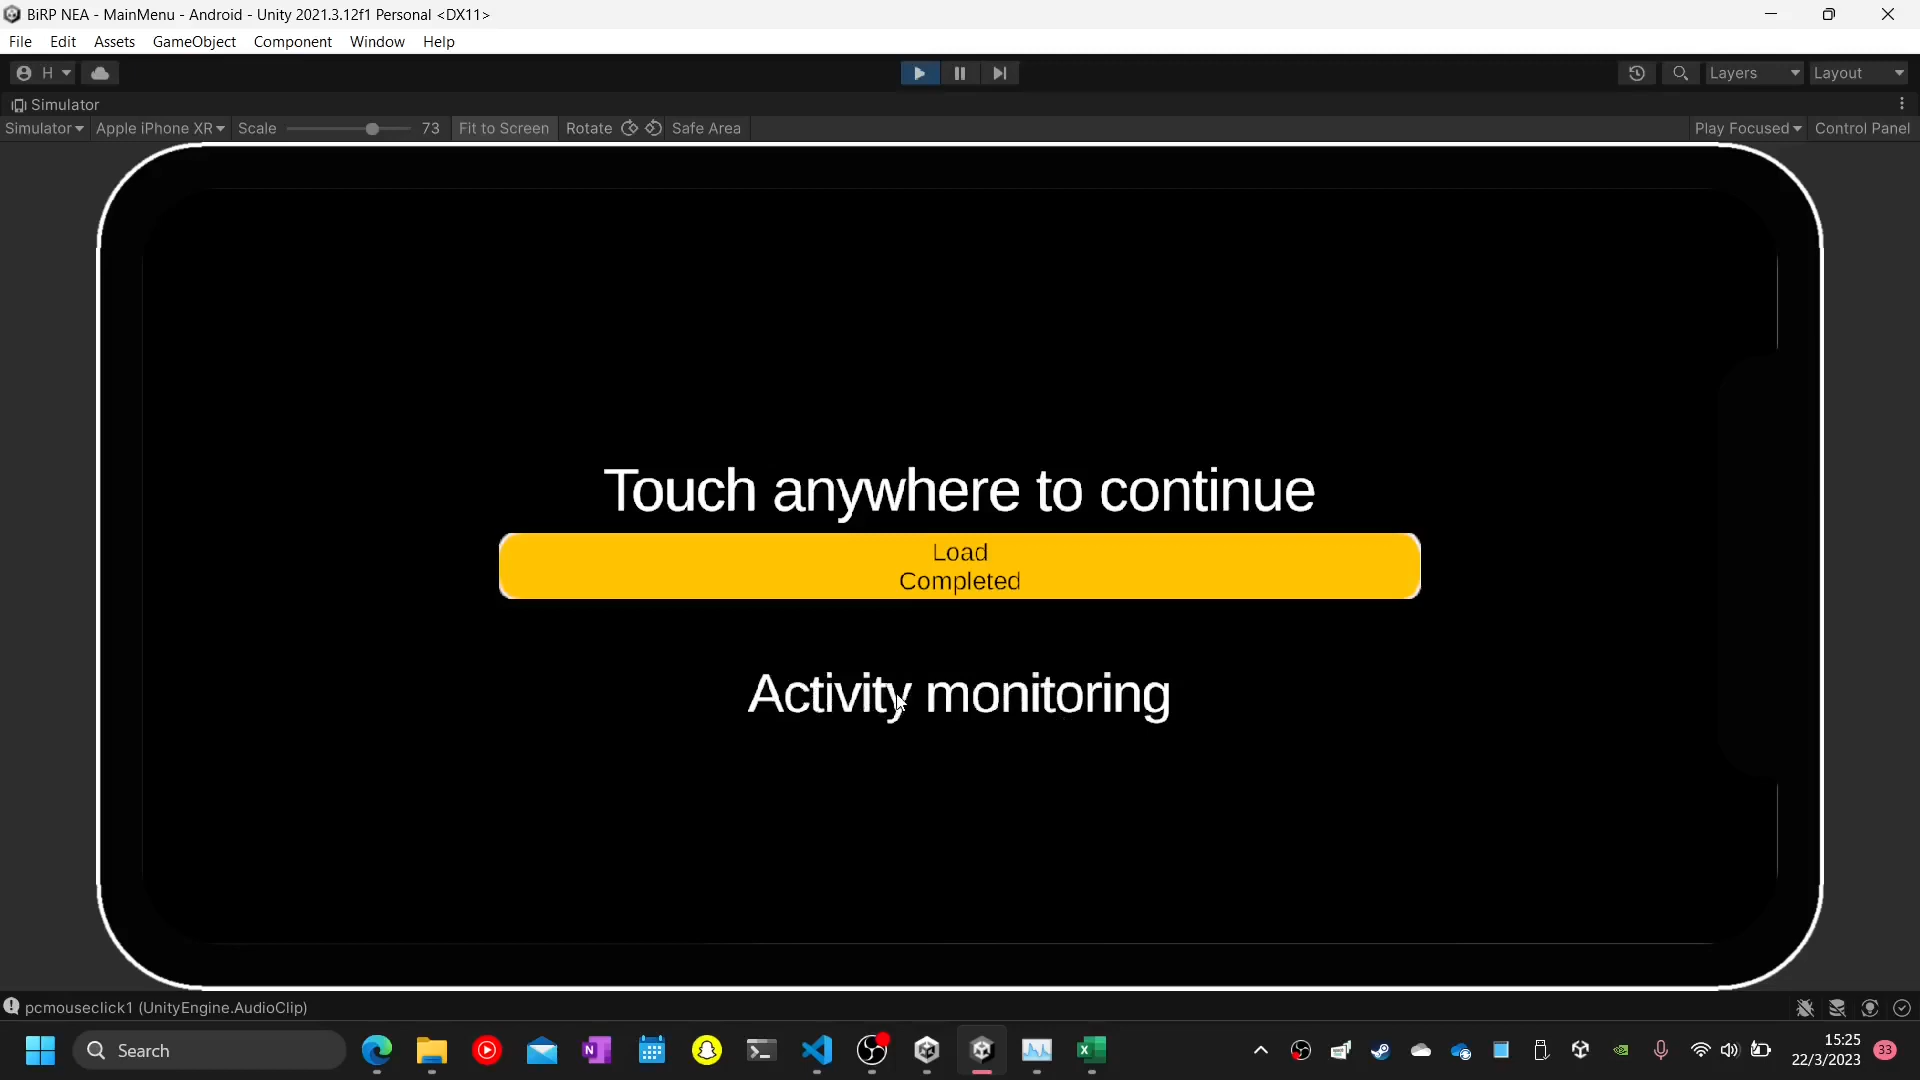 BiRP NEA - MainMenu - Android - Unity 2021.3.12f1 Personal <DX11>
File Edit Assets GameObject Component Window Help
H Layers Layout
Simulator
Simulator Apple iPhone XR Scale 73 Fit to Screen Rotate Safe Area Play Focused Control Panel
Touch anywhere to continue
Load
Completed
Activity monitoring
pcmouseclick1 (UnityEngine.AudioClip)
Search
15:25
22/3/2023 33